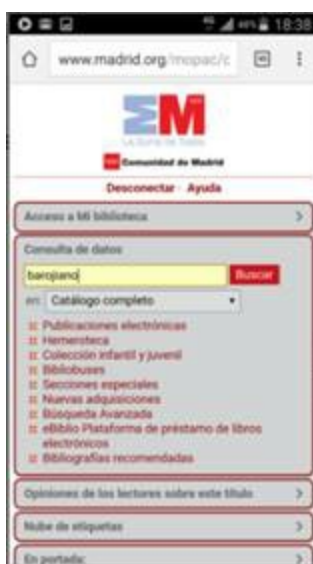 18:38
www.madrid.org/mopac/c
EM
La Suma de Todos
Comunidad de Madrid
Desconectar · Ayuda
Acceso a Mi biblioteca
Consulta de datos
barojiano Buscar
en: Catálogo completo
Publicaciones electrónicas
Hemeroteca
Colección infantil y juvenil
Bibliobuses
Secciones especiales
Nuevas adquisiciones
Búsqueda Avanzada
eBiblio Plataforma de préstamo de libros
electrónicos
Bibliografías recomendadas
Opiniones de los lectores sobre este título
Nube de etiquetas
En portada: